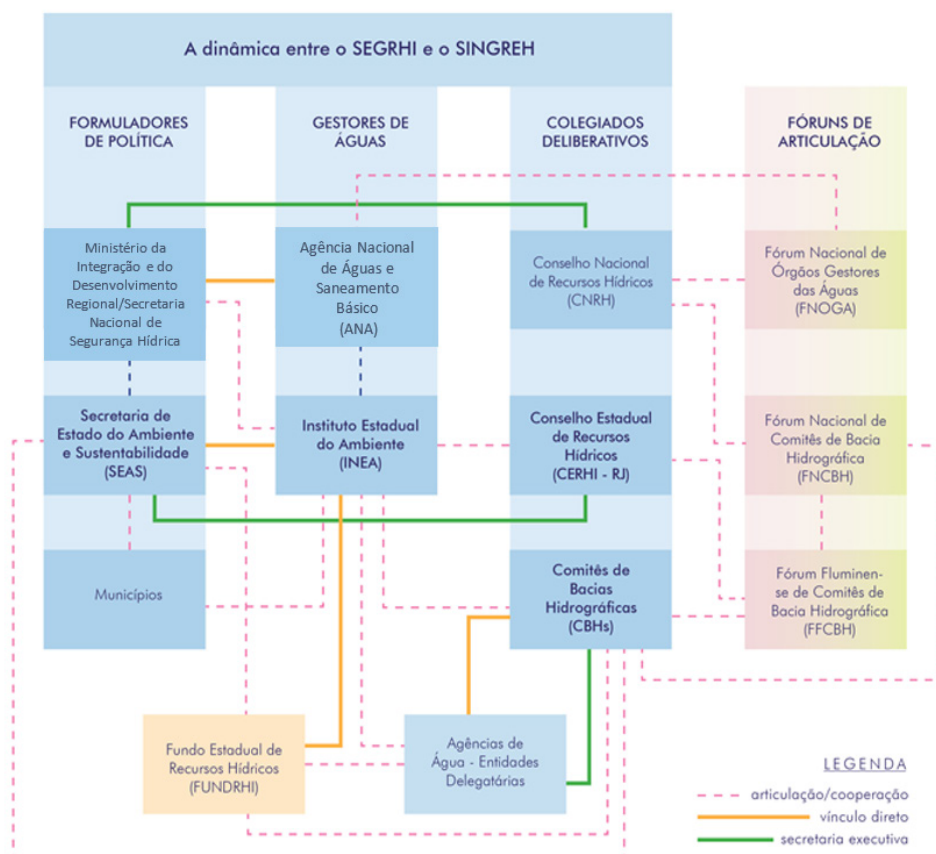 A dinâmica entre o SEGRHI e o SINGREH
FORMULADORES
DE POLÍTICA
GESTORES DE
ÁGUAS
COLEGIADOS
DELIBERATIVOS
FÓRUNS DE
ARTICULAÇÃO
Ministério da
Integração e do
Desenvolvimento
Regional/Secretaria
Nacional de
Segurança Hídrica
Agência Nacional
de Águas e
Saneamento
Básico
(ANA)
Conselho Nacional
de Recursos Hídricos
(CNRH)
Fórum Nacional de
Órgãos Gestores
das Águas
(FNOGA)
Secretaria de
Estado do Ambiente
e Sustentabilidade
(SEAS)
Instituto Estadual
do Ambiente
(INEA)
Conselho Estadual
de Recursos
Hídricos
(CERHI - RJ)
Fórum Nacional de
Comitês de Bacia
Hidrográfica
(FNCBH)
Municípios
Comitês de
Bacias
Hidrográficas
(CBHs)
Fórum Fluminen-
se de Comitês de
Bacia Hidrográfica
(FFCBH)
Fundo Estadual de
Recursos Hídricos
(FUNDRHI)
Agências de
Água - Entidades
Delegatárias
LEGENDA
articulação/cooperação
vínculo direto
secretaria executiva